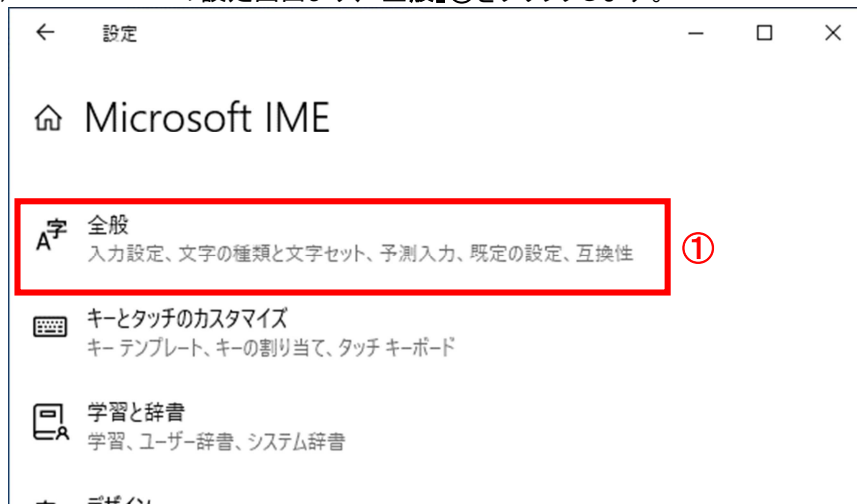 設定
Microsoft IME
A字 全般
入力設定、文字の種類と文字セット、予測入力、既定の設定、互換性
①
キーとタッチのカスタマイズ
キー テンプレート、キーの割り当て、タッチ キーボード
学習と辞書
学習、ユーザー辞書、システム辞書